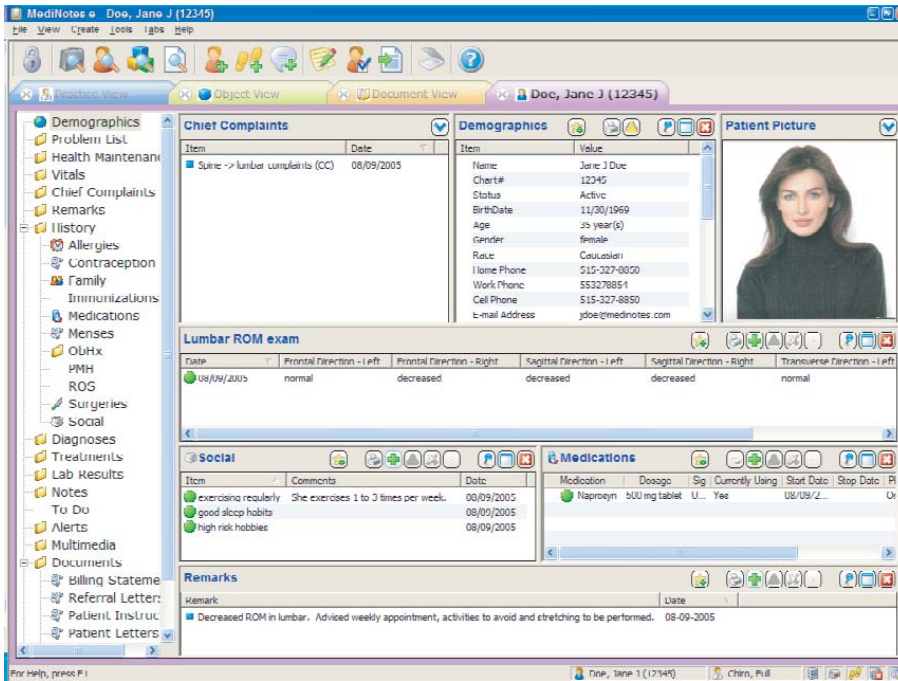 MediNotes e Doe, Jane J (12345)
File View Create Tools Tabs Help
Practice View Object View Document View Doe, Jane J (12345)
Demographics
Problem List
Health Maintenanc
Vitals
Chief Complaints
Remarks
History
Allergies
Contraception
Family
Immunizations
Medications
Menses
ObHx
PMH
ROS
Surgeries
Social
Diagnoses
Treatments
Lab Results
Notes
To Do
Alerts
Multimedia
Documents
Billing Stateme
Referral Letter
Patient Instruc
Patient Letters
Chief Complaints
Item Date
Spine -> lumbar complaints (CC) 08/09/2005
Demographics
Item Value
Name Jane J Doe
Chart# 12345
Status Active
BirthDate 11/30/1969
Age 35 year(s)
Gender female
Race Caucasian
Home Phone 515-327-8850
Work Phone 553278854
Cell Phone 515-327-8850
E-mail Address jdoe@medinotes.com
Patient Picture
Lumbar ROM exam
Date Frontal Direction - Left Frontal Direction - Right Sagittal Direction - Left Sagittal Direction - Right Transverse Direction - Left
08/09/2005 normal decreased decreased decreased normal
Social
Item Comments Date
exercising regularly She exercises 1 to 3 times per week. 08/09/2005
good sleep habits 08/09/2005
high risk hobbies 08/09/2005
Medications
Medication Dosage Sig Currently Using Start Date Stop Date
Naprosyn 500 mg tablet U... Yes 08/09/2...
Remarks
Remark Date
Decreased ROM in lumbar. Advised weekly appointment, activities to avoid and stretching to be performed. 08-09-2005
For Help, press F1
Doe, Jane J (12345) Chiro, Full